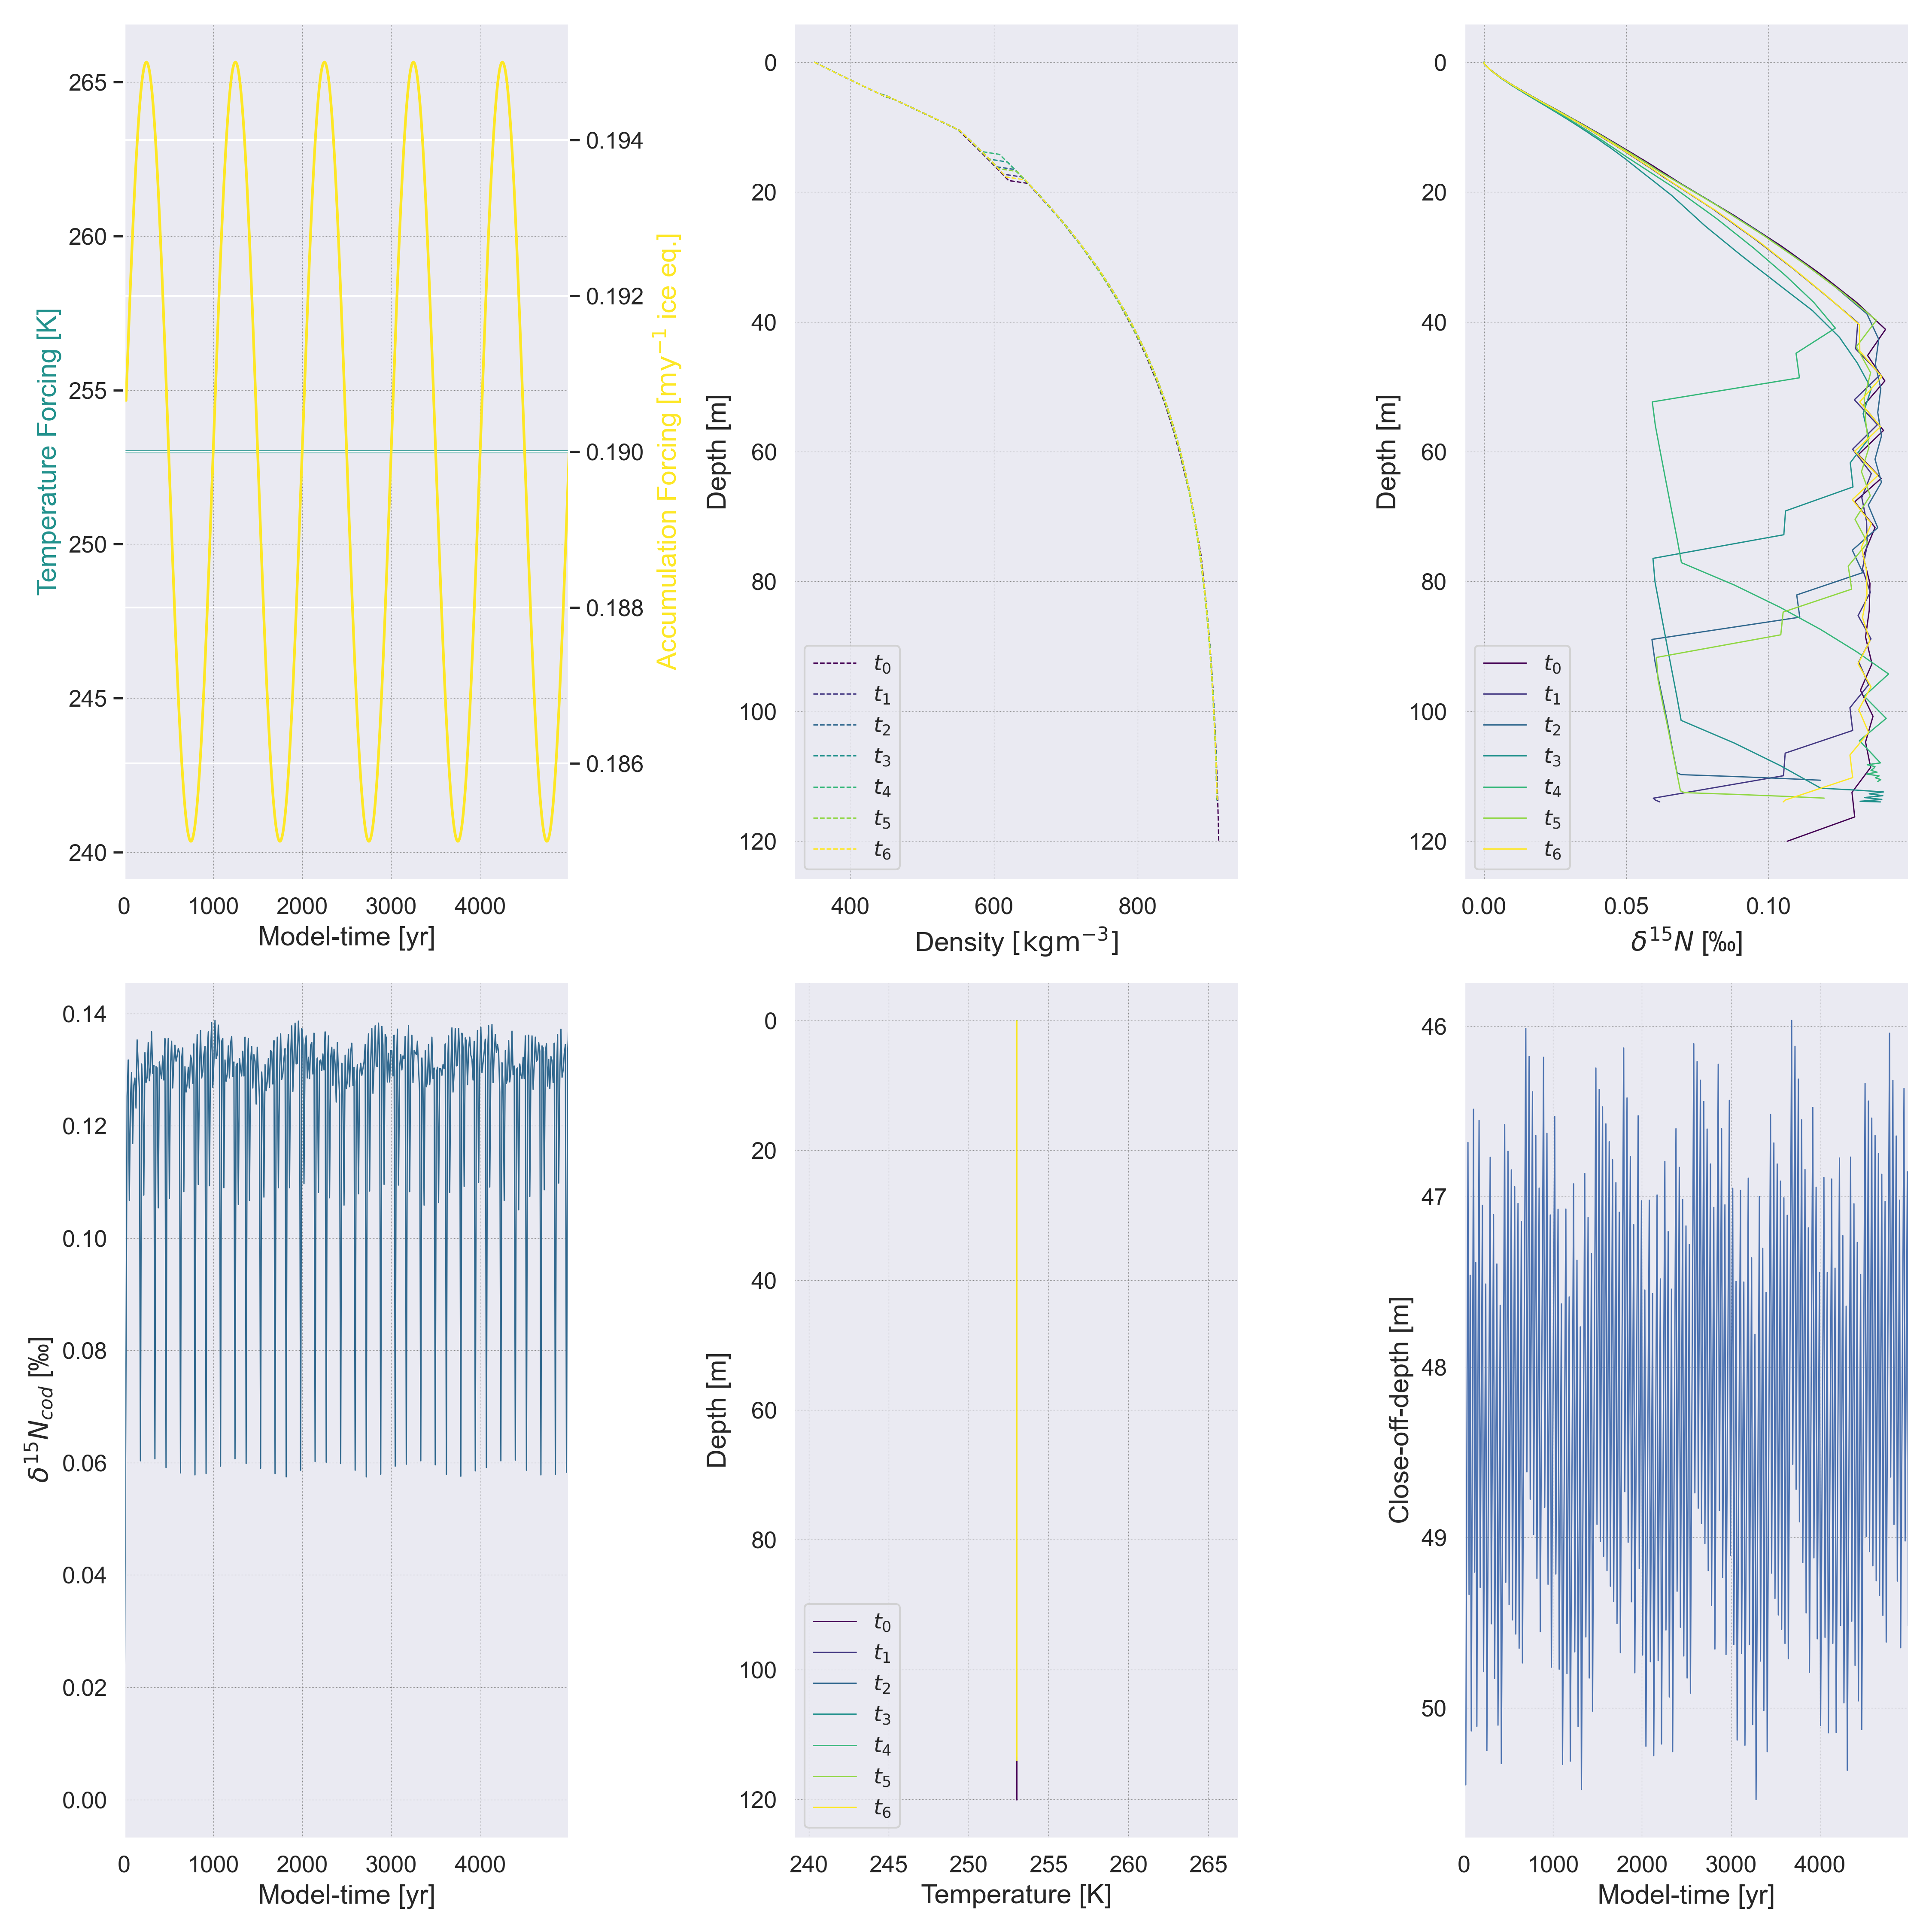 265
260
255
250
245
240
Temperature Forcing [K]
0.194
0.192
0.190
0.188
0.186
Accumulation Forcing [my⁻¹ ice eq.]
0 1000 2000 3000 4000
Model-time [yr]
0
20
40
60
80
100
120
Depth [m]
t₀
t₁
t₂
t₃
t₄
t₅
t₆
400 600 800
Density [kgm⁻³]
0
20
40
60
80
100
120
Depth [m]
t₀
t₁
t₂
t₃
t₄
t₅
t₆
0.00 0.05 0.10
δ¹⁵N [‰]
0.14
0.12
0.10
0.08
0.06
0.04
0.02
0.00
δ¹⁵N_cod [‰]
0 1000 2000 3000 4000
Model-time [yr]
0
20
40
60
80
100
120
Depth [m]
t₀
t₁
t₂
t₃
t₄
t₅
t₆
240 245 250 255 260 265
Temperature [K]
46
47
48
49
50
Close-off-depth [m]
0 1000 2000 3000 4000
Model-time [yr]